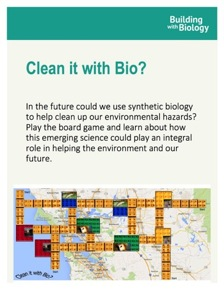 Building
with Biology
Clean it with Bio?
In the future could we use synthetic biology
to help clean up our environmental hazards?
Play the board game and learn about how
this emerging science could play an integral
role in helping the environment and our
future.
"Clean it with Bio"